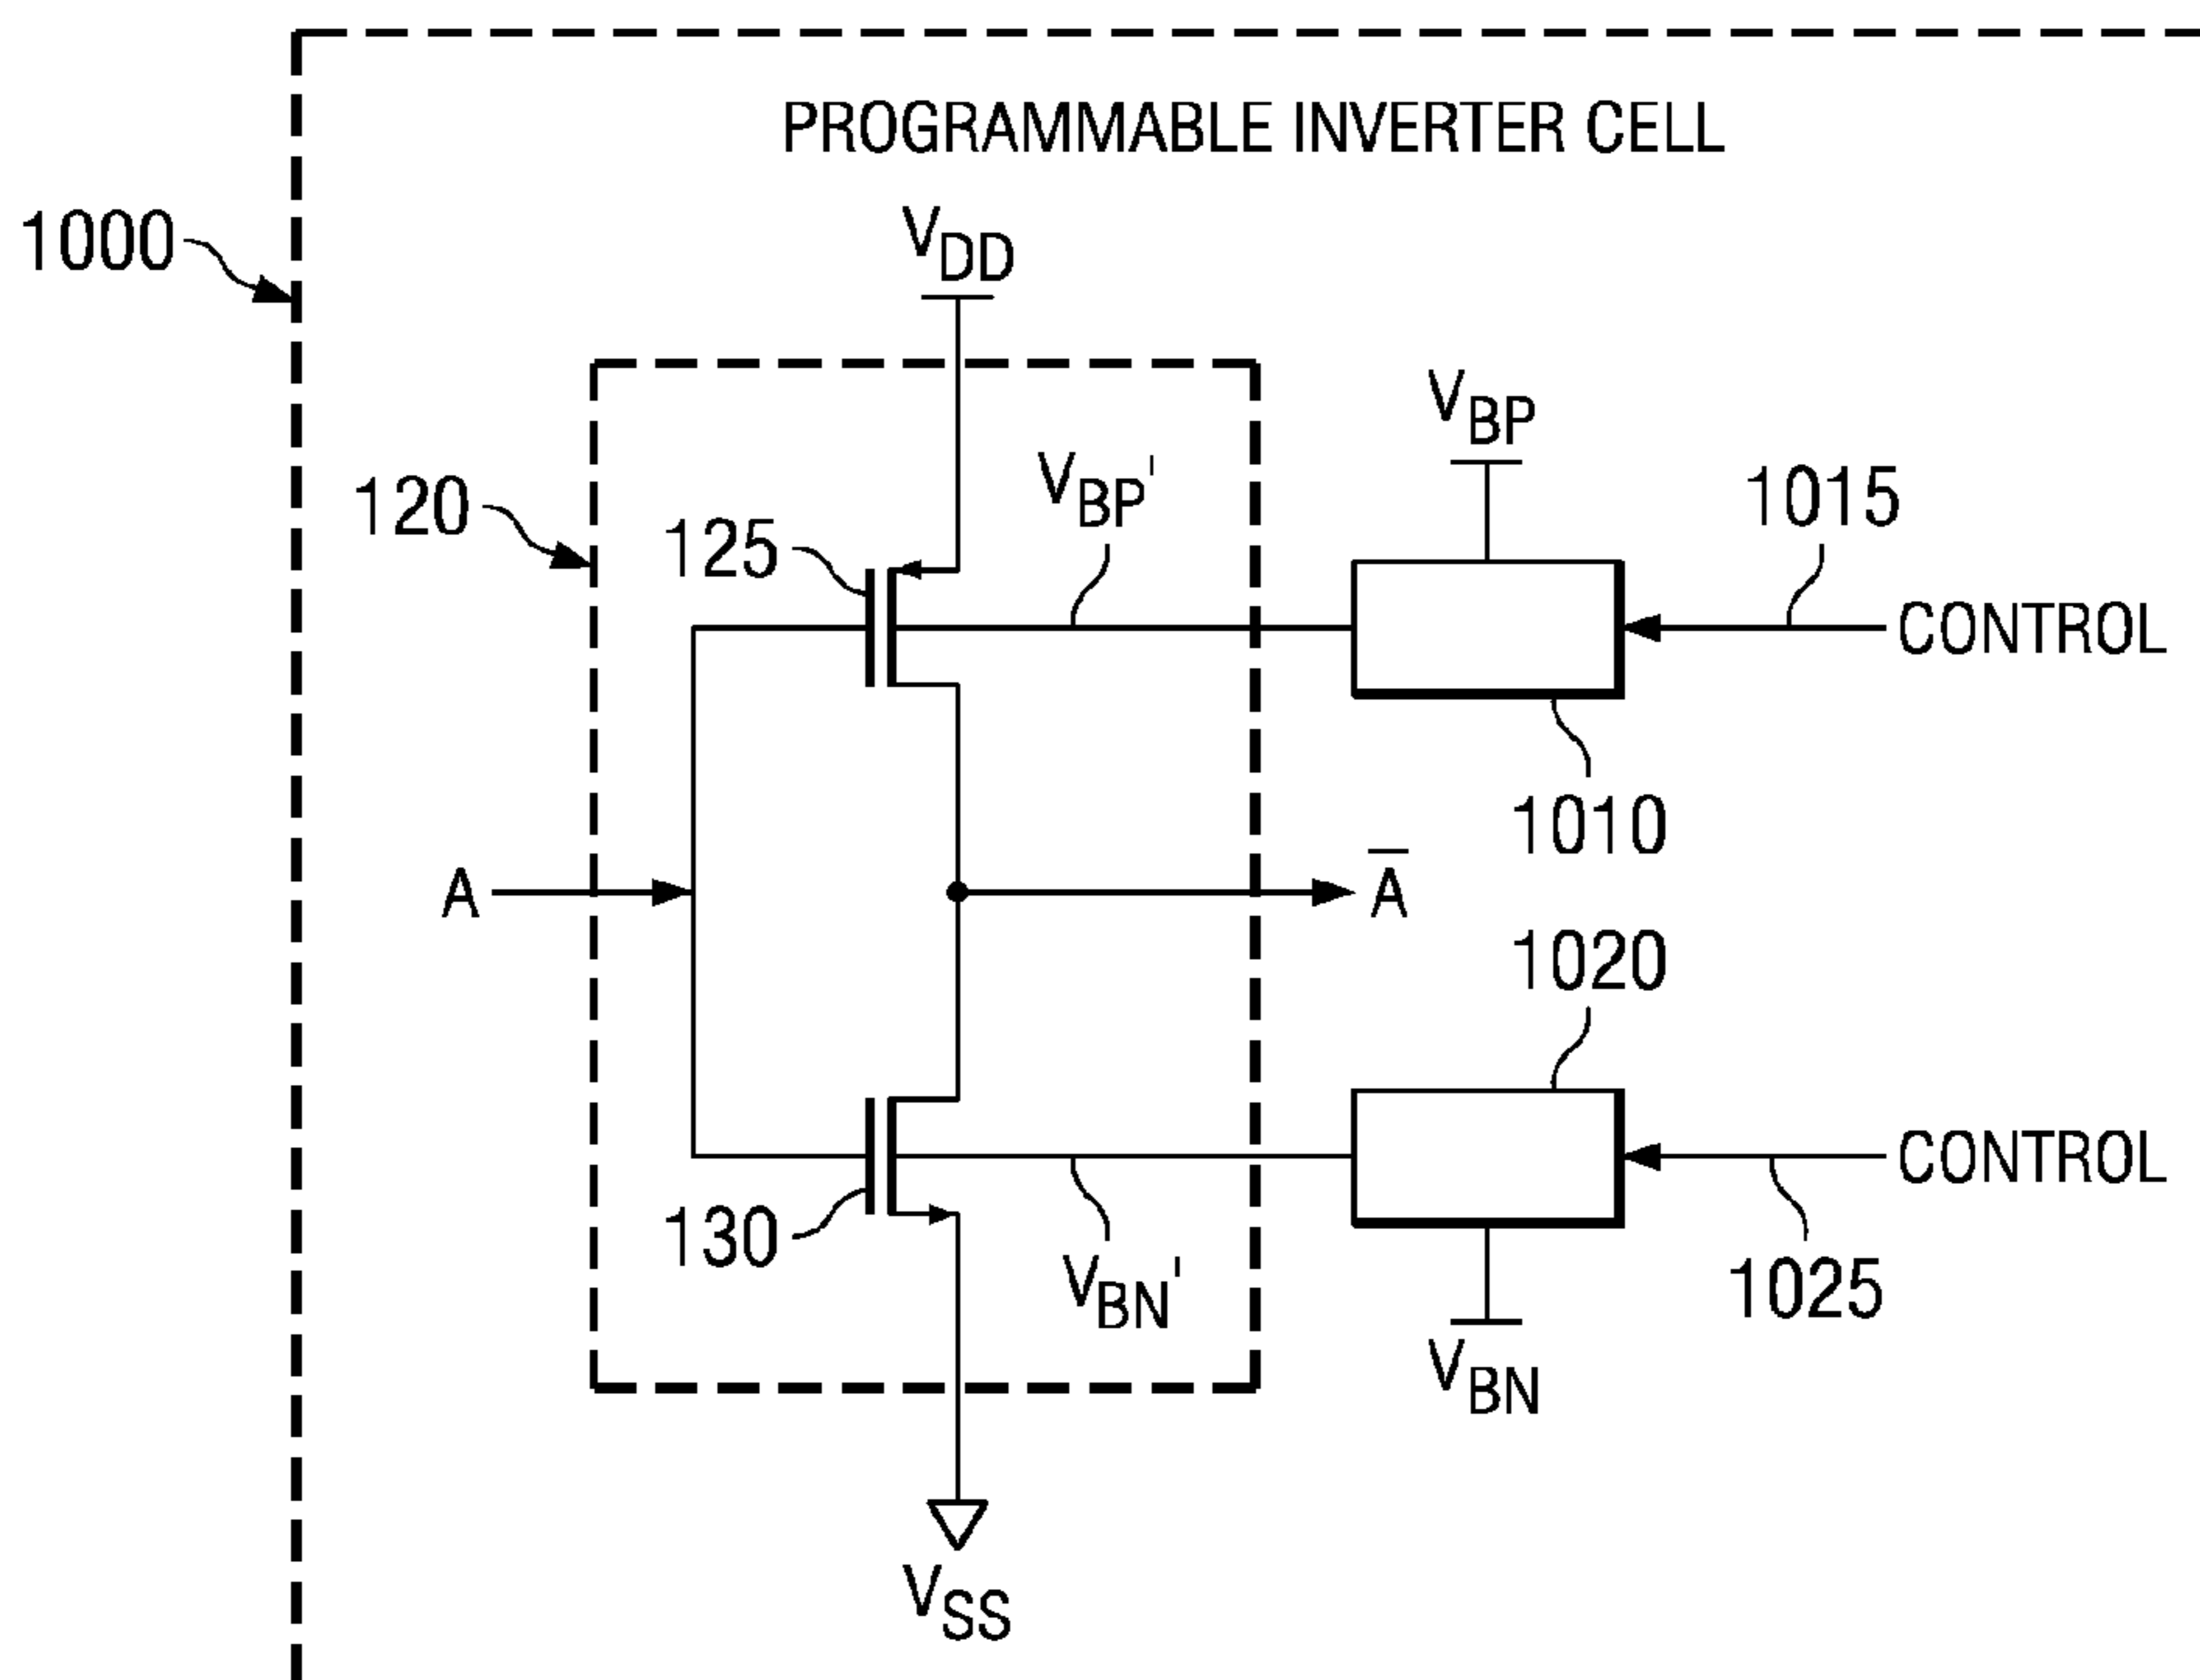 PROGRAMMABLE INVERTER CELL
1000
VDD
VBP
120
VBP'
1015
125
CONTROL
1010
A
A̅
1020
CONTROL
130
VBN'
1025
VBN
VSS